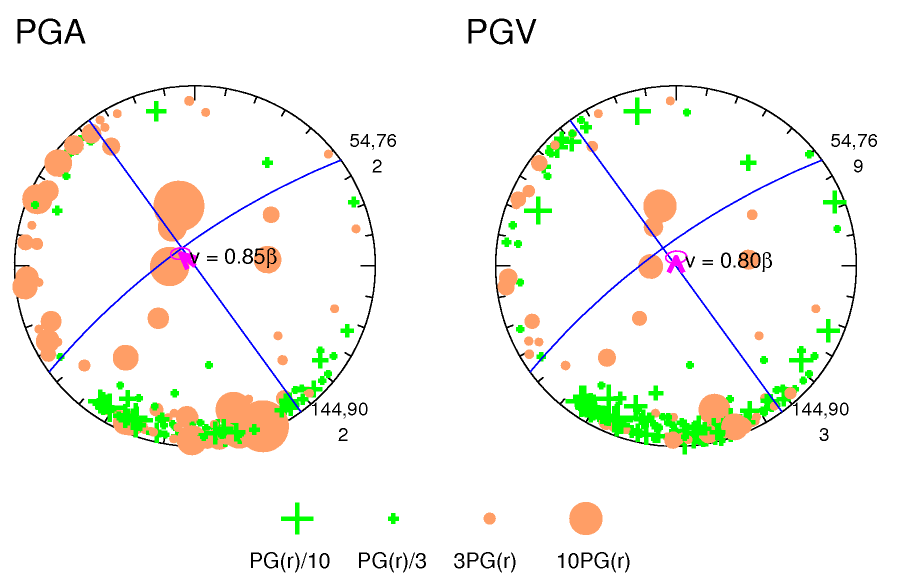 PGA
PGV
54,76
2
54,76
9
v = 0.85β
v = 0.80β
144,90
2
144,90
3
PG(r)/10
PG(r)/3
3PG(r)
10PG(r)